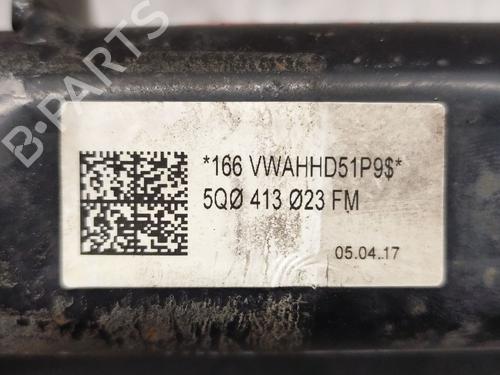 B-PARTS
*166 VWAHHD51P9$*
5QØ 413 Ø23 FM
05.04.17